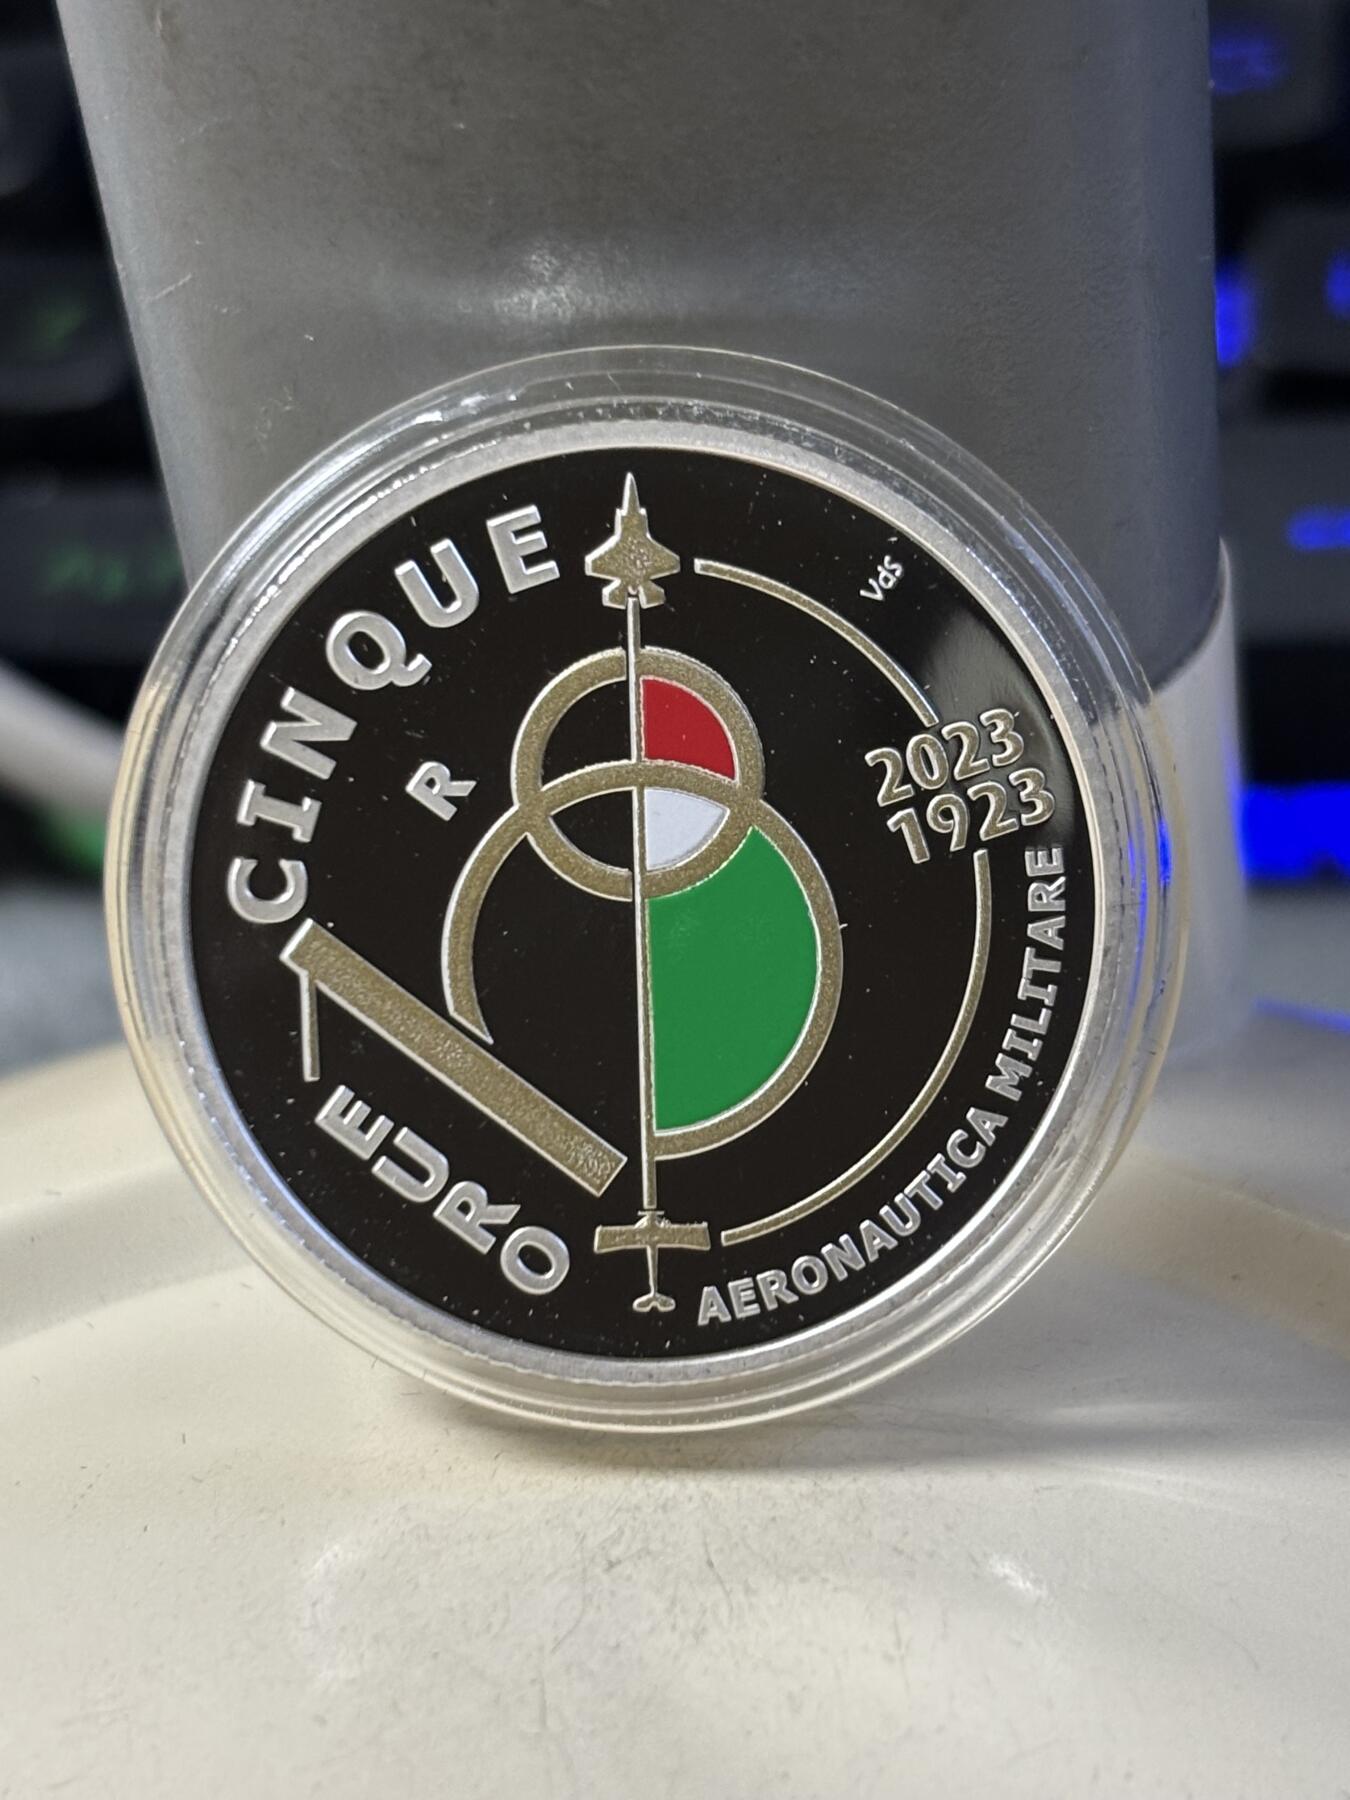 CINQUE
EURO
R
VdS
2023
1923
AERONAUTICA MILITARE